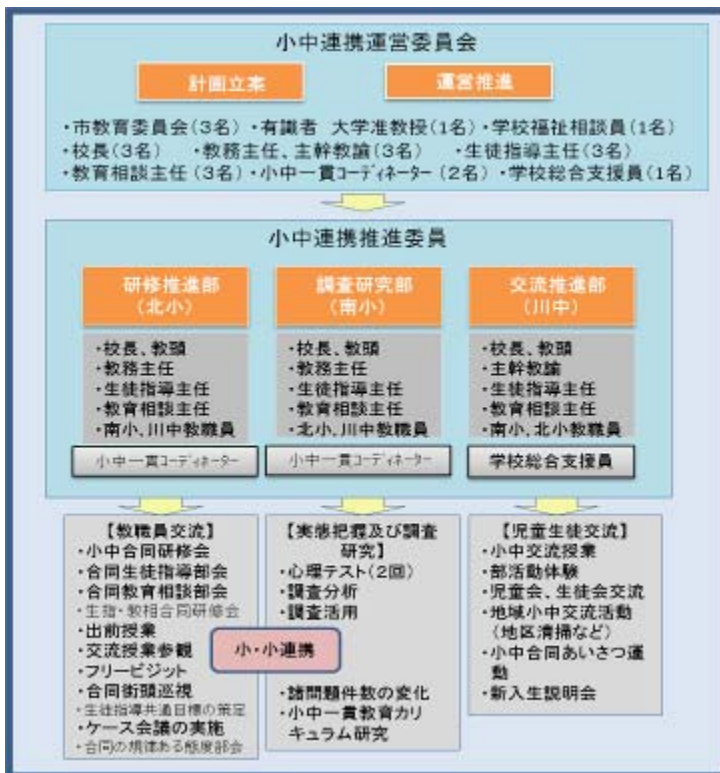 小中連携運営委員会
計画立案
運営推進
・市教育委員会(3名) ・有識者 大学准教授(1名) ・学校福祉相談員(1名)
・校長(3名) ・教務主任、主幹教諭(3名) ・生徒指導主任(3名)
・教育相談主任(3名) ・小中一貫コーディネーター(2名) ・学校総合支援員(1名)
小中連携推進委員
研修推進部
(北小)
・校長、教頭
・教務主任
・生徒指導主任
・教育相談主任
・南小、川中教職員
小中一貫コーディネーター
調査研究部
(南小)
・校長、教頭
・教務主任
・生徒指導主任
・教育相談主任
・北小、川中教職員
小中一貫コーディネーター
交流推進部
(川中)
・校長、教頭
・主幹教諭
・生徒指導主任
・教育相談主任
・南小、北小教職員
学校総合支援員
【教職員交流】
・小中合同研修会
・合同生徒指導部会
・合同教育相談部会
・生指・教相合同研修会
・出前授業
・交流授業参観
・フリービジット
・合同街頭巡視
・生徒指導共通目標の策定
・ケース会議の実施
・合同の規律ある態度部会
小・小連携
【実態把握及び調査
研究】
・心理テスト(2回)
・調査分析
・調査活用
・諸問題件数の変化
・小中一貫教育カリ
キュラム研究
【児童生徒交流】
・小中交流授業
・部活動体験
・児童会、生徒会交流
・地域小中交流活動
(地区清掃など)
・小中合同あいさつ運
動
・新入生説明会